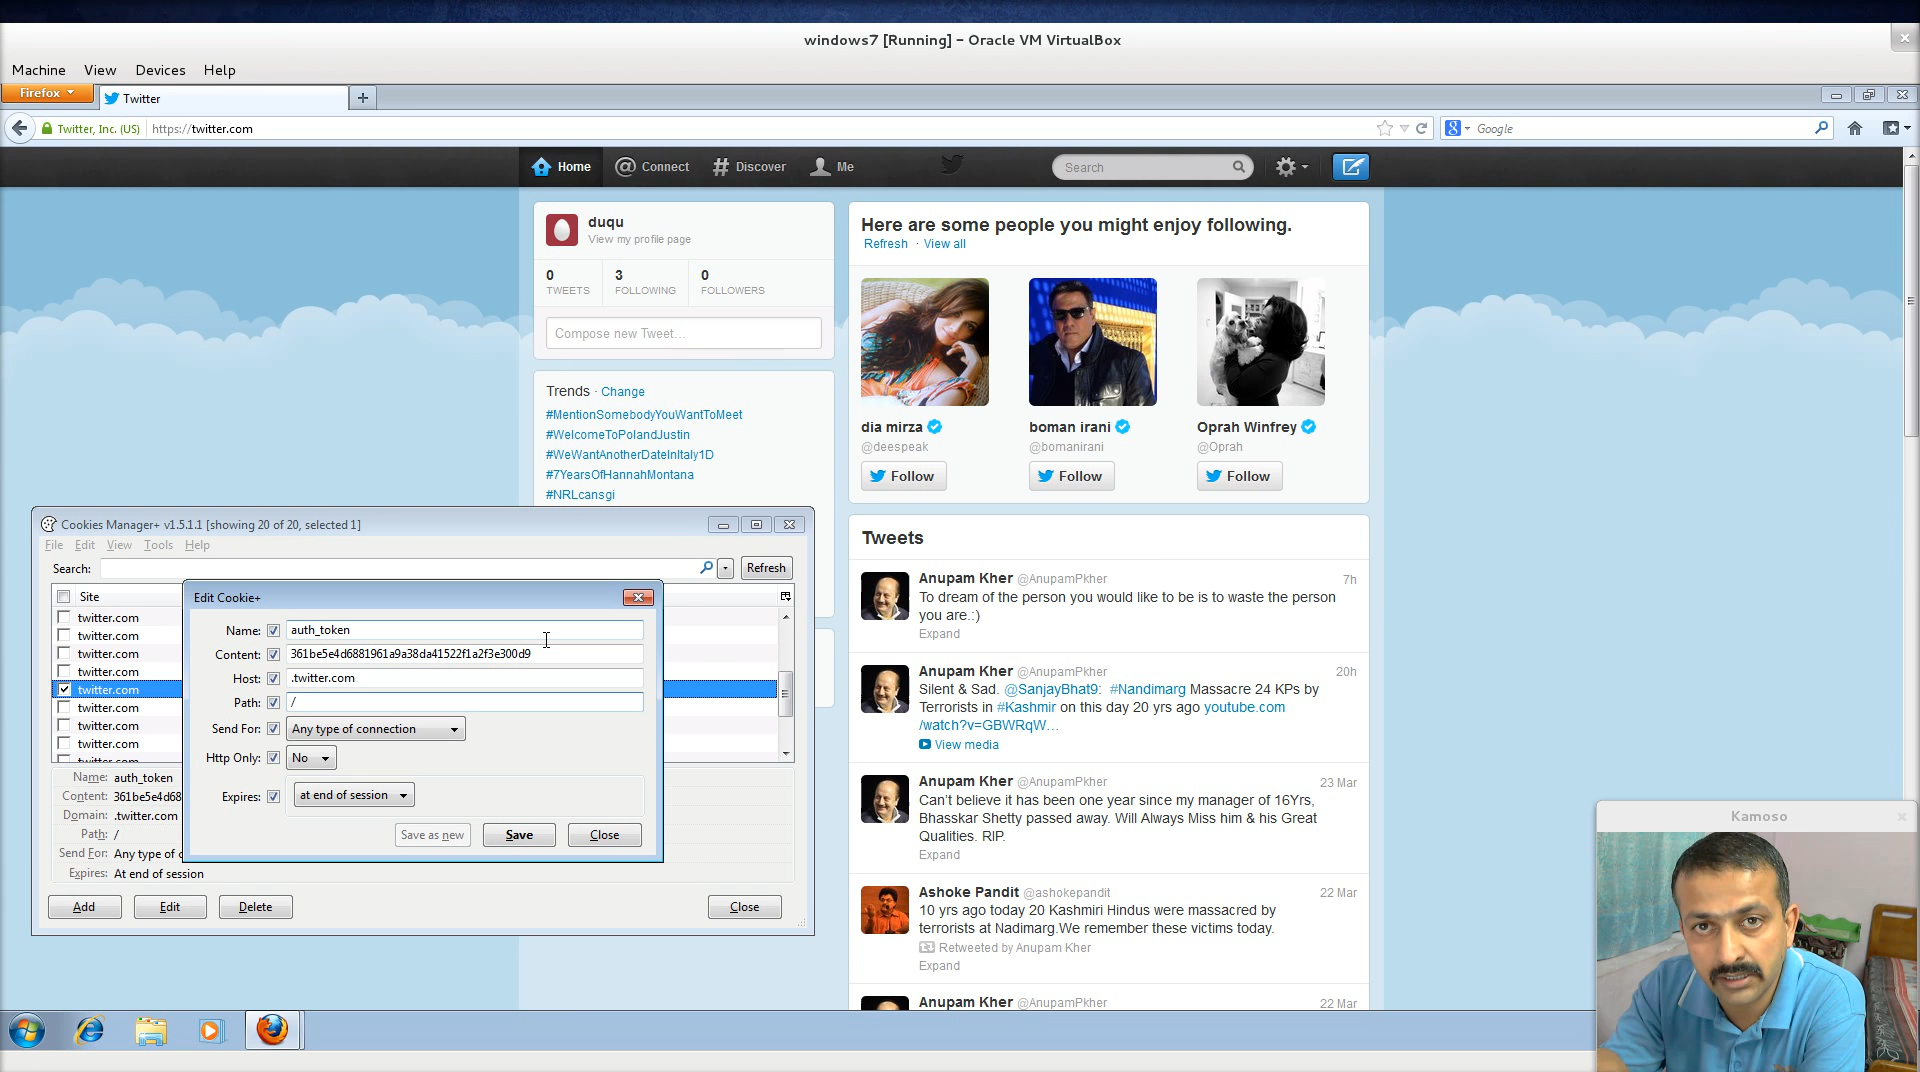 windows7 [Running] – Oracle VM VirtualBox
Machine View Devices Help
Firefox
Twitter
Twitter, Inc. (US) https://twitter.com
Google
Home Connect Discover Me
Search
duqu
View my profile page
0 3 0
TWEETS FOLLOWING FOLLOWERS
Compose new Tweet…
Trends · Change
#MentionSomebodyYouWantToMeet
#WelcomeToPolandJustin
#WeWantAnotherDateInItaly1D
#7YearsOfHannahMontana
#NRLcansgi
Here are some people you might enjoy following.
Refresh · View all
dia mirza
@deespeak
Follow
boman irani
@bomanirani
Follow
Oprah Winfrey
@Oprah
Follow
Tweets
Anupam Kher @AnupamPkher 7h
To dream of the person you would like to be is to waste the person
you are.:)
Expand
Anupam Kher @AnupamPkher 20h
Silent & Sad. @SanjayBhat9: #Nandimarg Massacre 24 KPs by
Terrorists in #Kashmir on this day 20 yrs ago youtube.com
/watch?v=GBWRqW…
View media
Anupam Kher @AnupamPkher 23 Mar
Can't believe it has been one year since my manager of 16Yrs,
Bhasskar Shetty passed away. Will Always Miss him & his Great
Qualities. RIP.
Expand
Ashoke Pandit @ashokepandit 22 Mar
10 yrs ago today 20 Kashmiri Hindus were massacred by
terrorists at Nadimarg.We remember these victims today.
Retweeted by Anupam Kher
Expand
Anupam Kher @AnupamPkher 22 Mar
Cookies Manager+ v1.5.1.1 [showing 20 of 20, selected 1]
File Edit View Tools Help
Search: Refresh
Site
twitter.com
twitter.com
twitter.com
twitter.com
twitter.com
twitter.com
twitter.com
twitter.com
Name: auth_token
Content: 361be5e4d68
Domain: .twitter.com
Path: /
Send For: Any type of c
Expires: At end of session
Add Edit Delete Close
Edit Cookie+
Name: auth_token
Content: 361be5e4d6881961a9a38da41522f1a2f3e300d9
Host: .twitter.com
Path: /
Send For: Any type of connection
Http Only: No
Expires: at end of session
Save as new Save Close
Kamoso